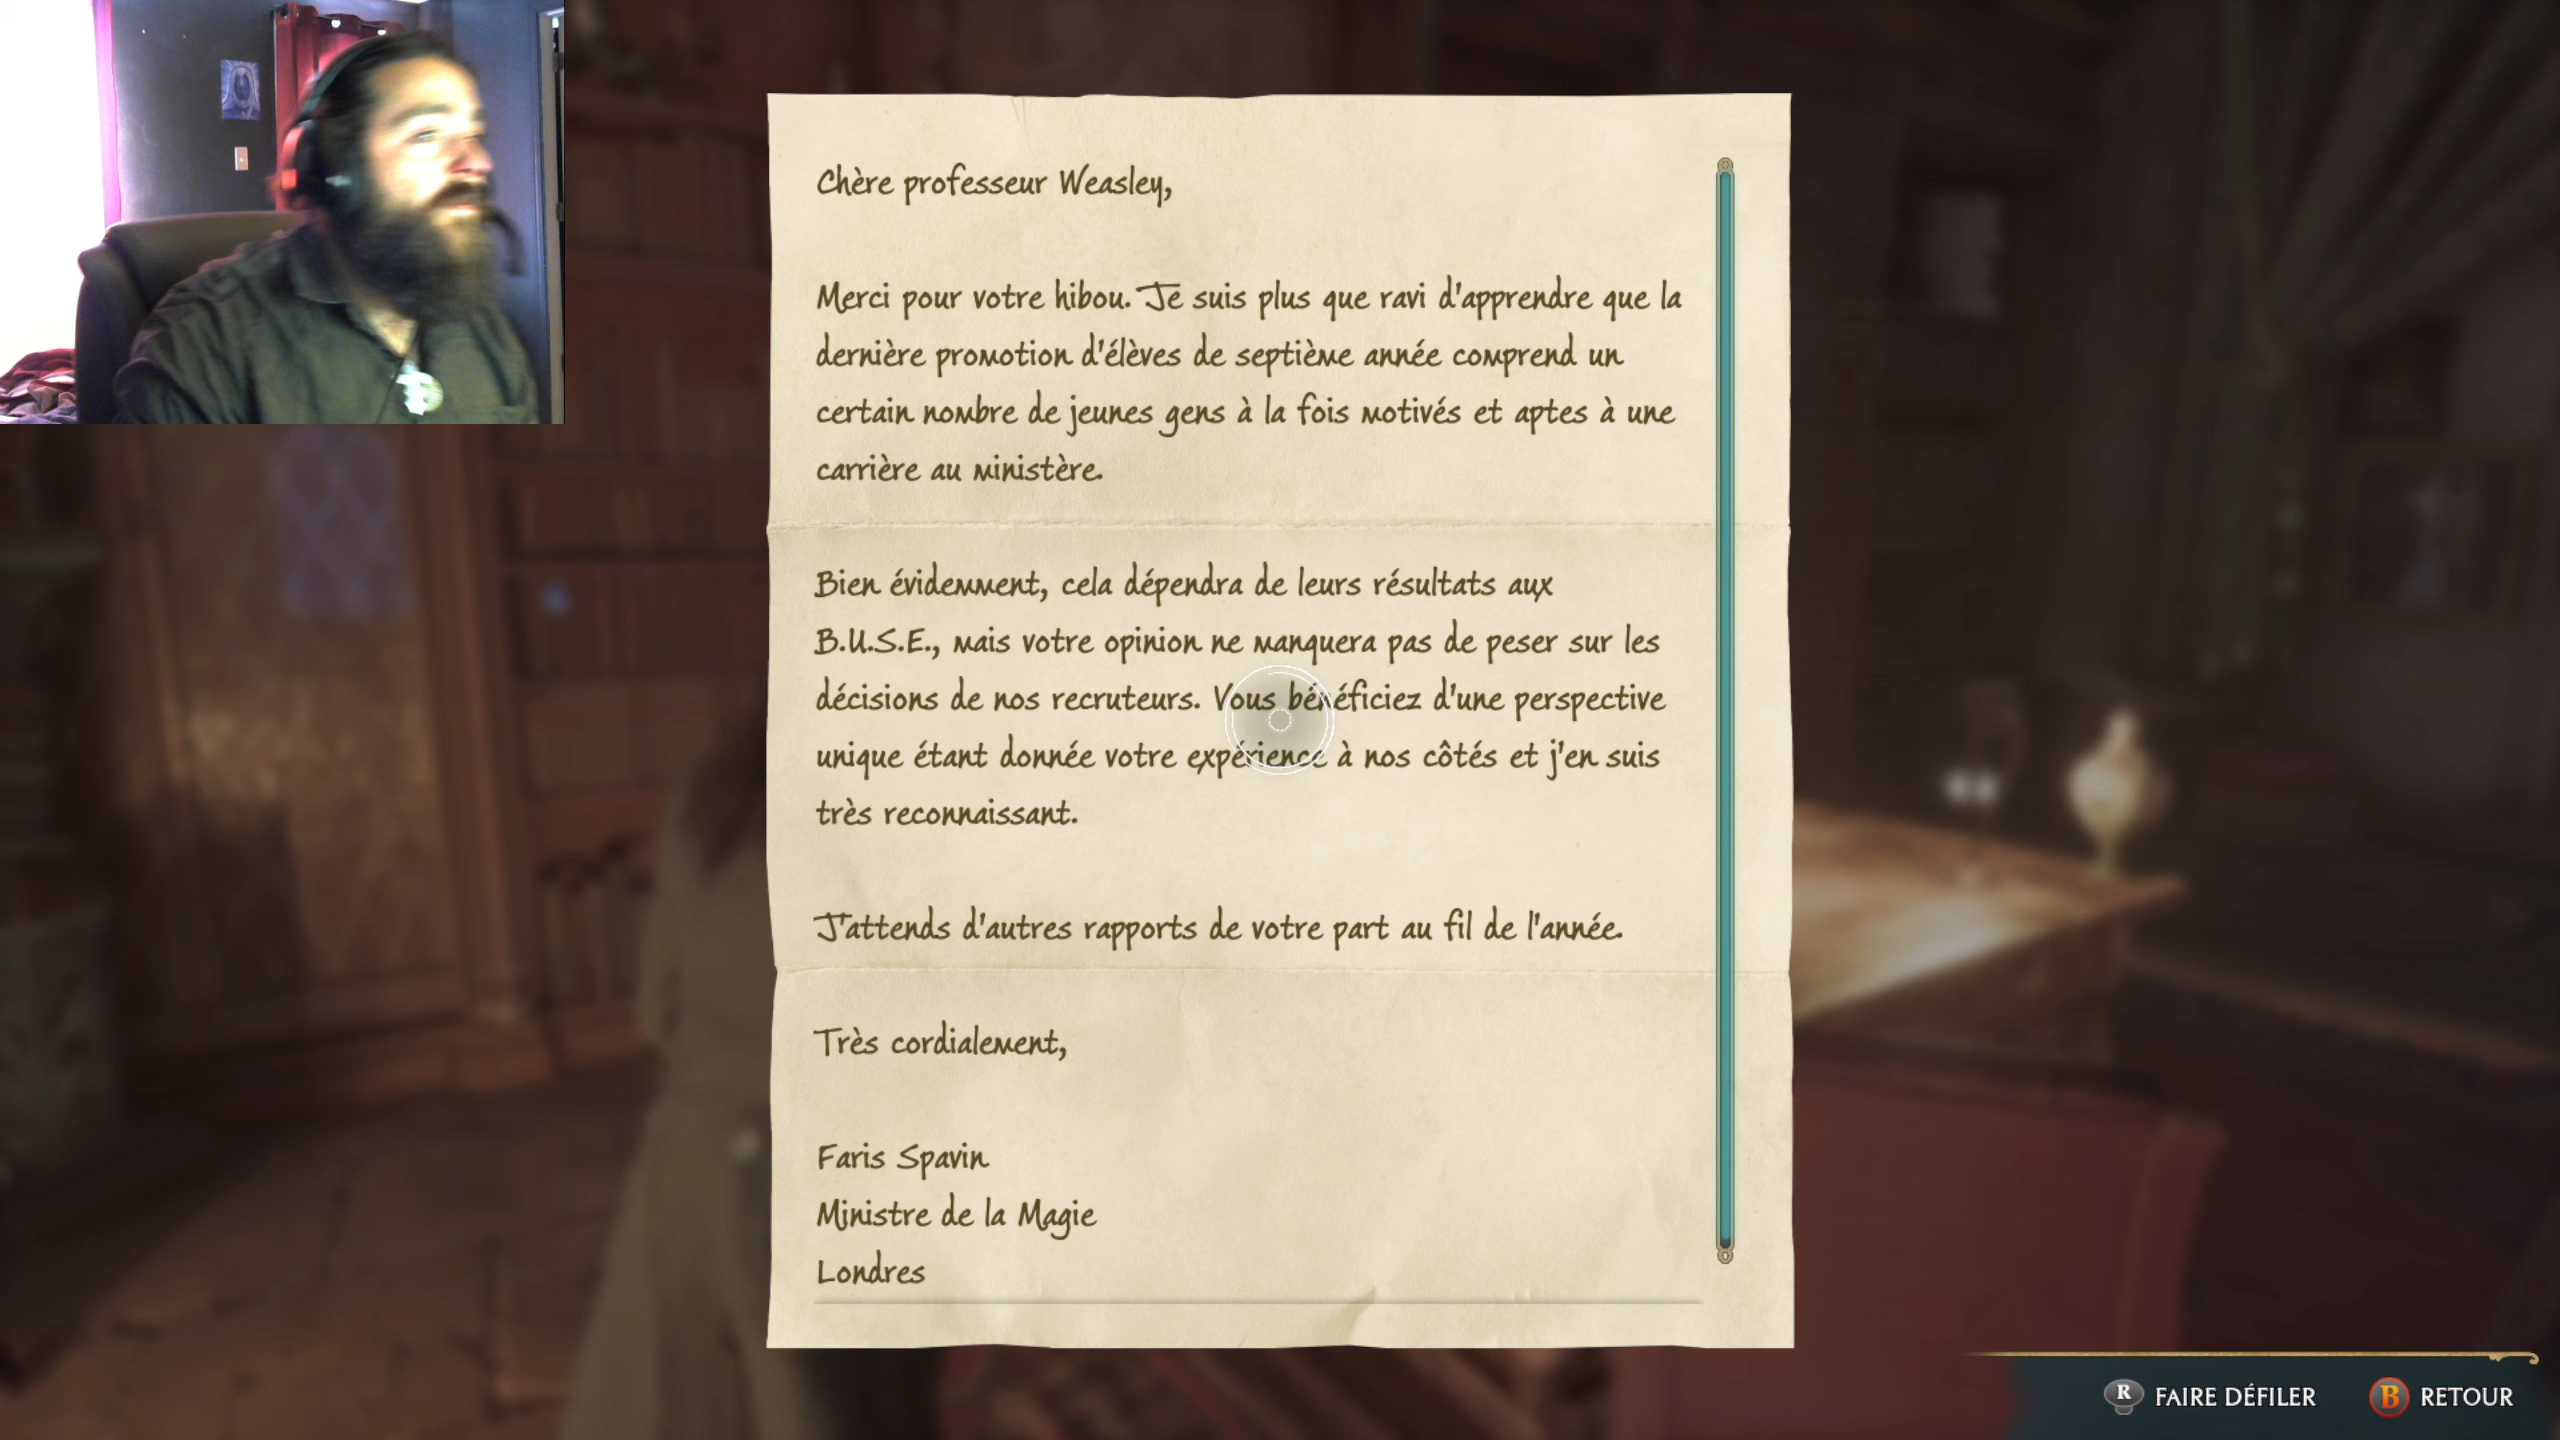 Chère professeur Weasley,
Merci pour votre hibou. Je suis plus que ravi d'apprendre que la
dernière promotion d'élèves de septième année comprend un
certain nombre de jeunes gens à la fois motivés et aptes à une
carrière au ministère.
Bien évidemment, cela dépendra de leurs résultats aux
B.U.S.E., mais votre opinion ne manquera pas de peser sur les
décisions de nos recruteurs. Vous bénéficiez d'une perspective
unique étant donnée votre expérience à nos côtés et j'en suis
très reconnaissant.
J'attends d'autres rapports de votre part au fil de l'année.
Très cordialement,
Faris Spavin
Ministre de la Magie
Londres
R FAIRE DÉFILER B RETOUR